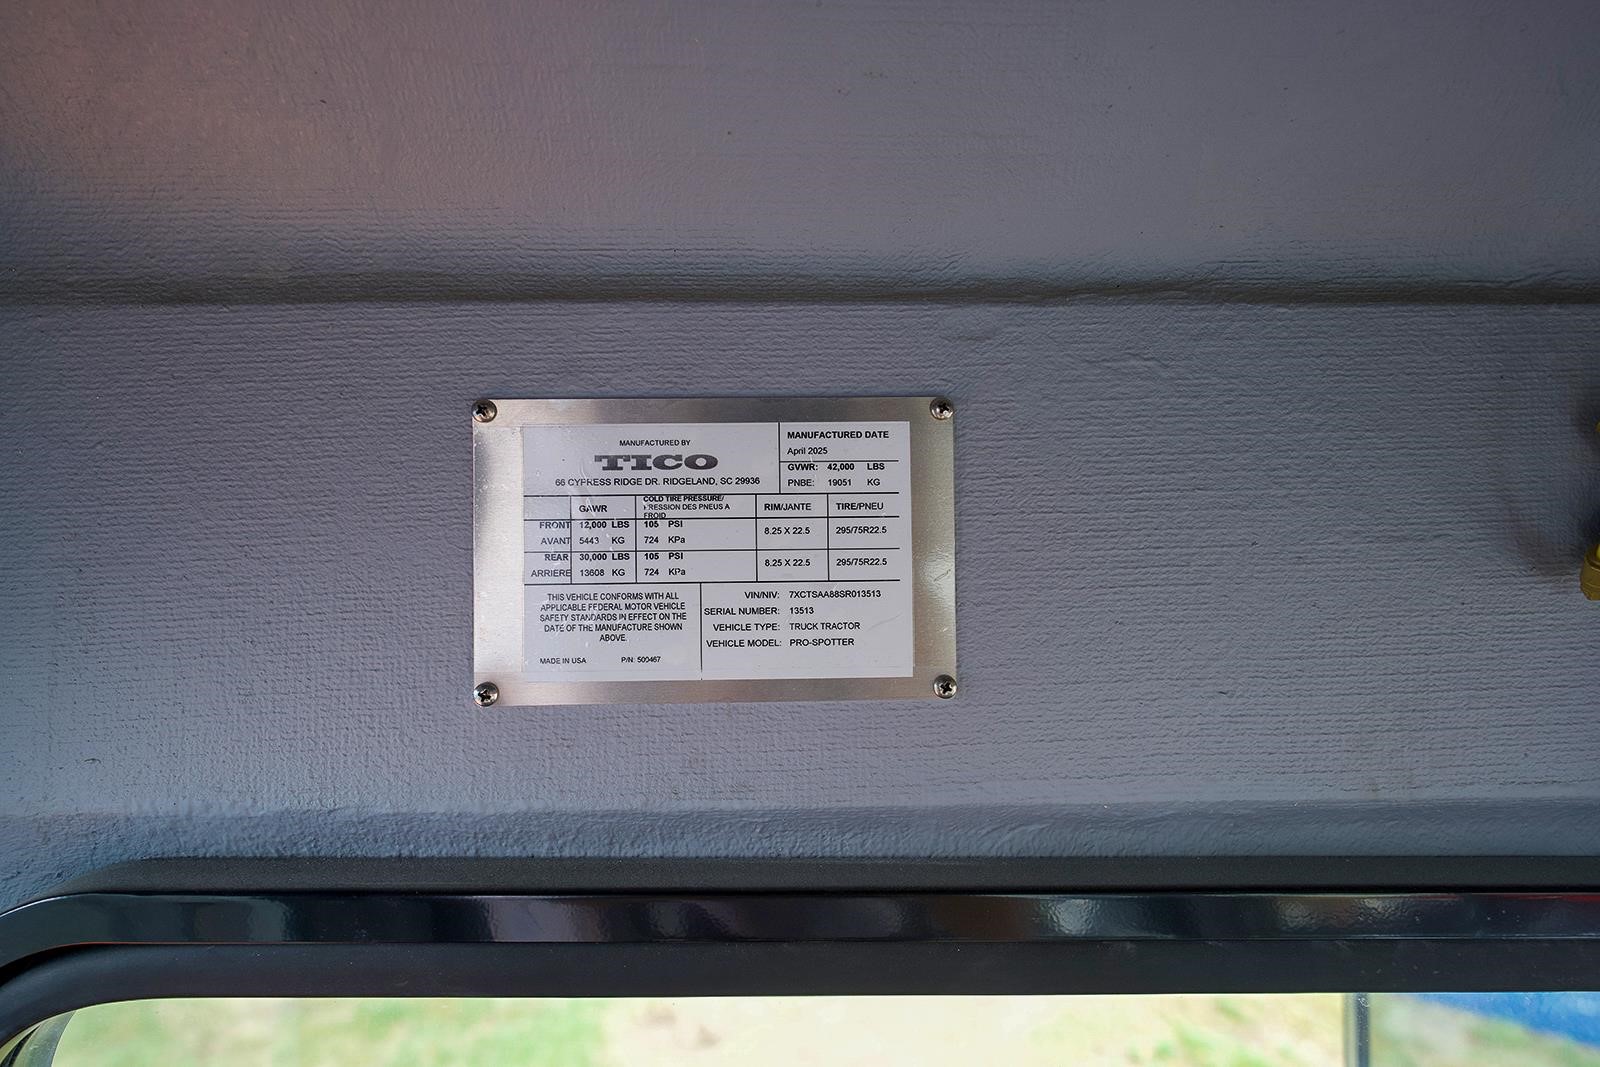 MANUFACTURED BY
TICO
66 CYPRESS RIDGE DR. RIDGELAND, SC 29936
MANUFACTURED DATE
April 2025
GVWR: 42,000 LBS
PNBE: 19051 KG
GAWR
COLD TIRE PRESSURE/
PRESSION DES PNEUS A
FROID
RIM/JANTE
TIRE/PNEU
FRONT 12,000 LBS 105 PSI
8.25 X 22.5 295/75R22.5
AVANT 5443 KG 724 KPa
REAR 30,000 LBS 105 PSI
8.25 X 22.5 295/75R22.5
ARRIERE 13608 KG 724 KPa
THIS VEHICLE CONFORMS WITH ALL
APPLICABLE FEDERAL MOTOR VEHICLE
SAFETY STANDARDS IN EFFECT ON THE
DATE OF THE MANUFACTURE SHOWN
ABOVE.
MADE IN USA P/N: 500467
VIN/NIV: 7XCTSAA88SR013513
SERIAL NUMBER: 13513
VEHICLE TYPE: TRUCK TRACTOR
VEHICLE MODEL: PRO-SPOTTER